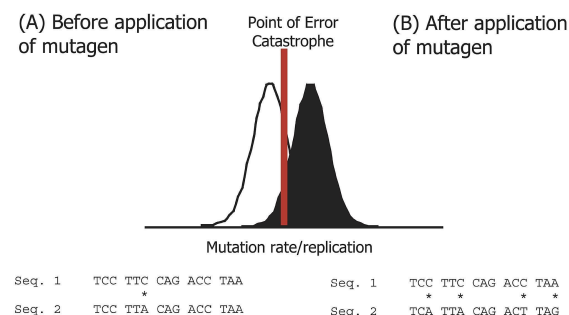 (A) Before application
of mutagen
Point of Error
Catastrophe
(B) After application
of mutagen
Mutation rate/replication
Seq. 1 TCC TTC CAG ACC TAA
*
Seq. 2 TCC TTA CAG ACC TAA
Seq. 1 TCC TTC CAG ACC TAA
* * * *
Seq. 2 TCA TTA CAG ACT TAG